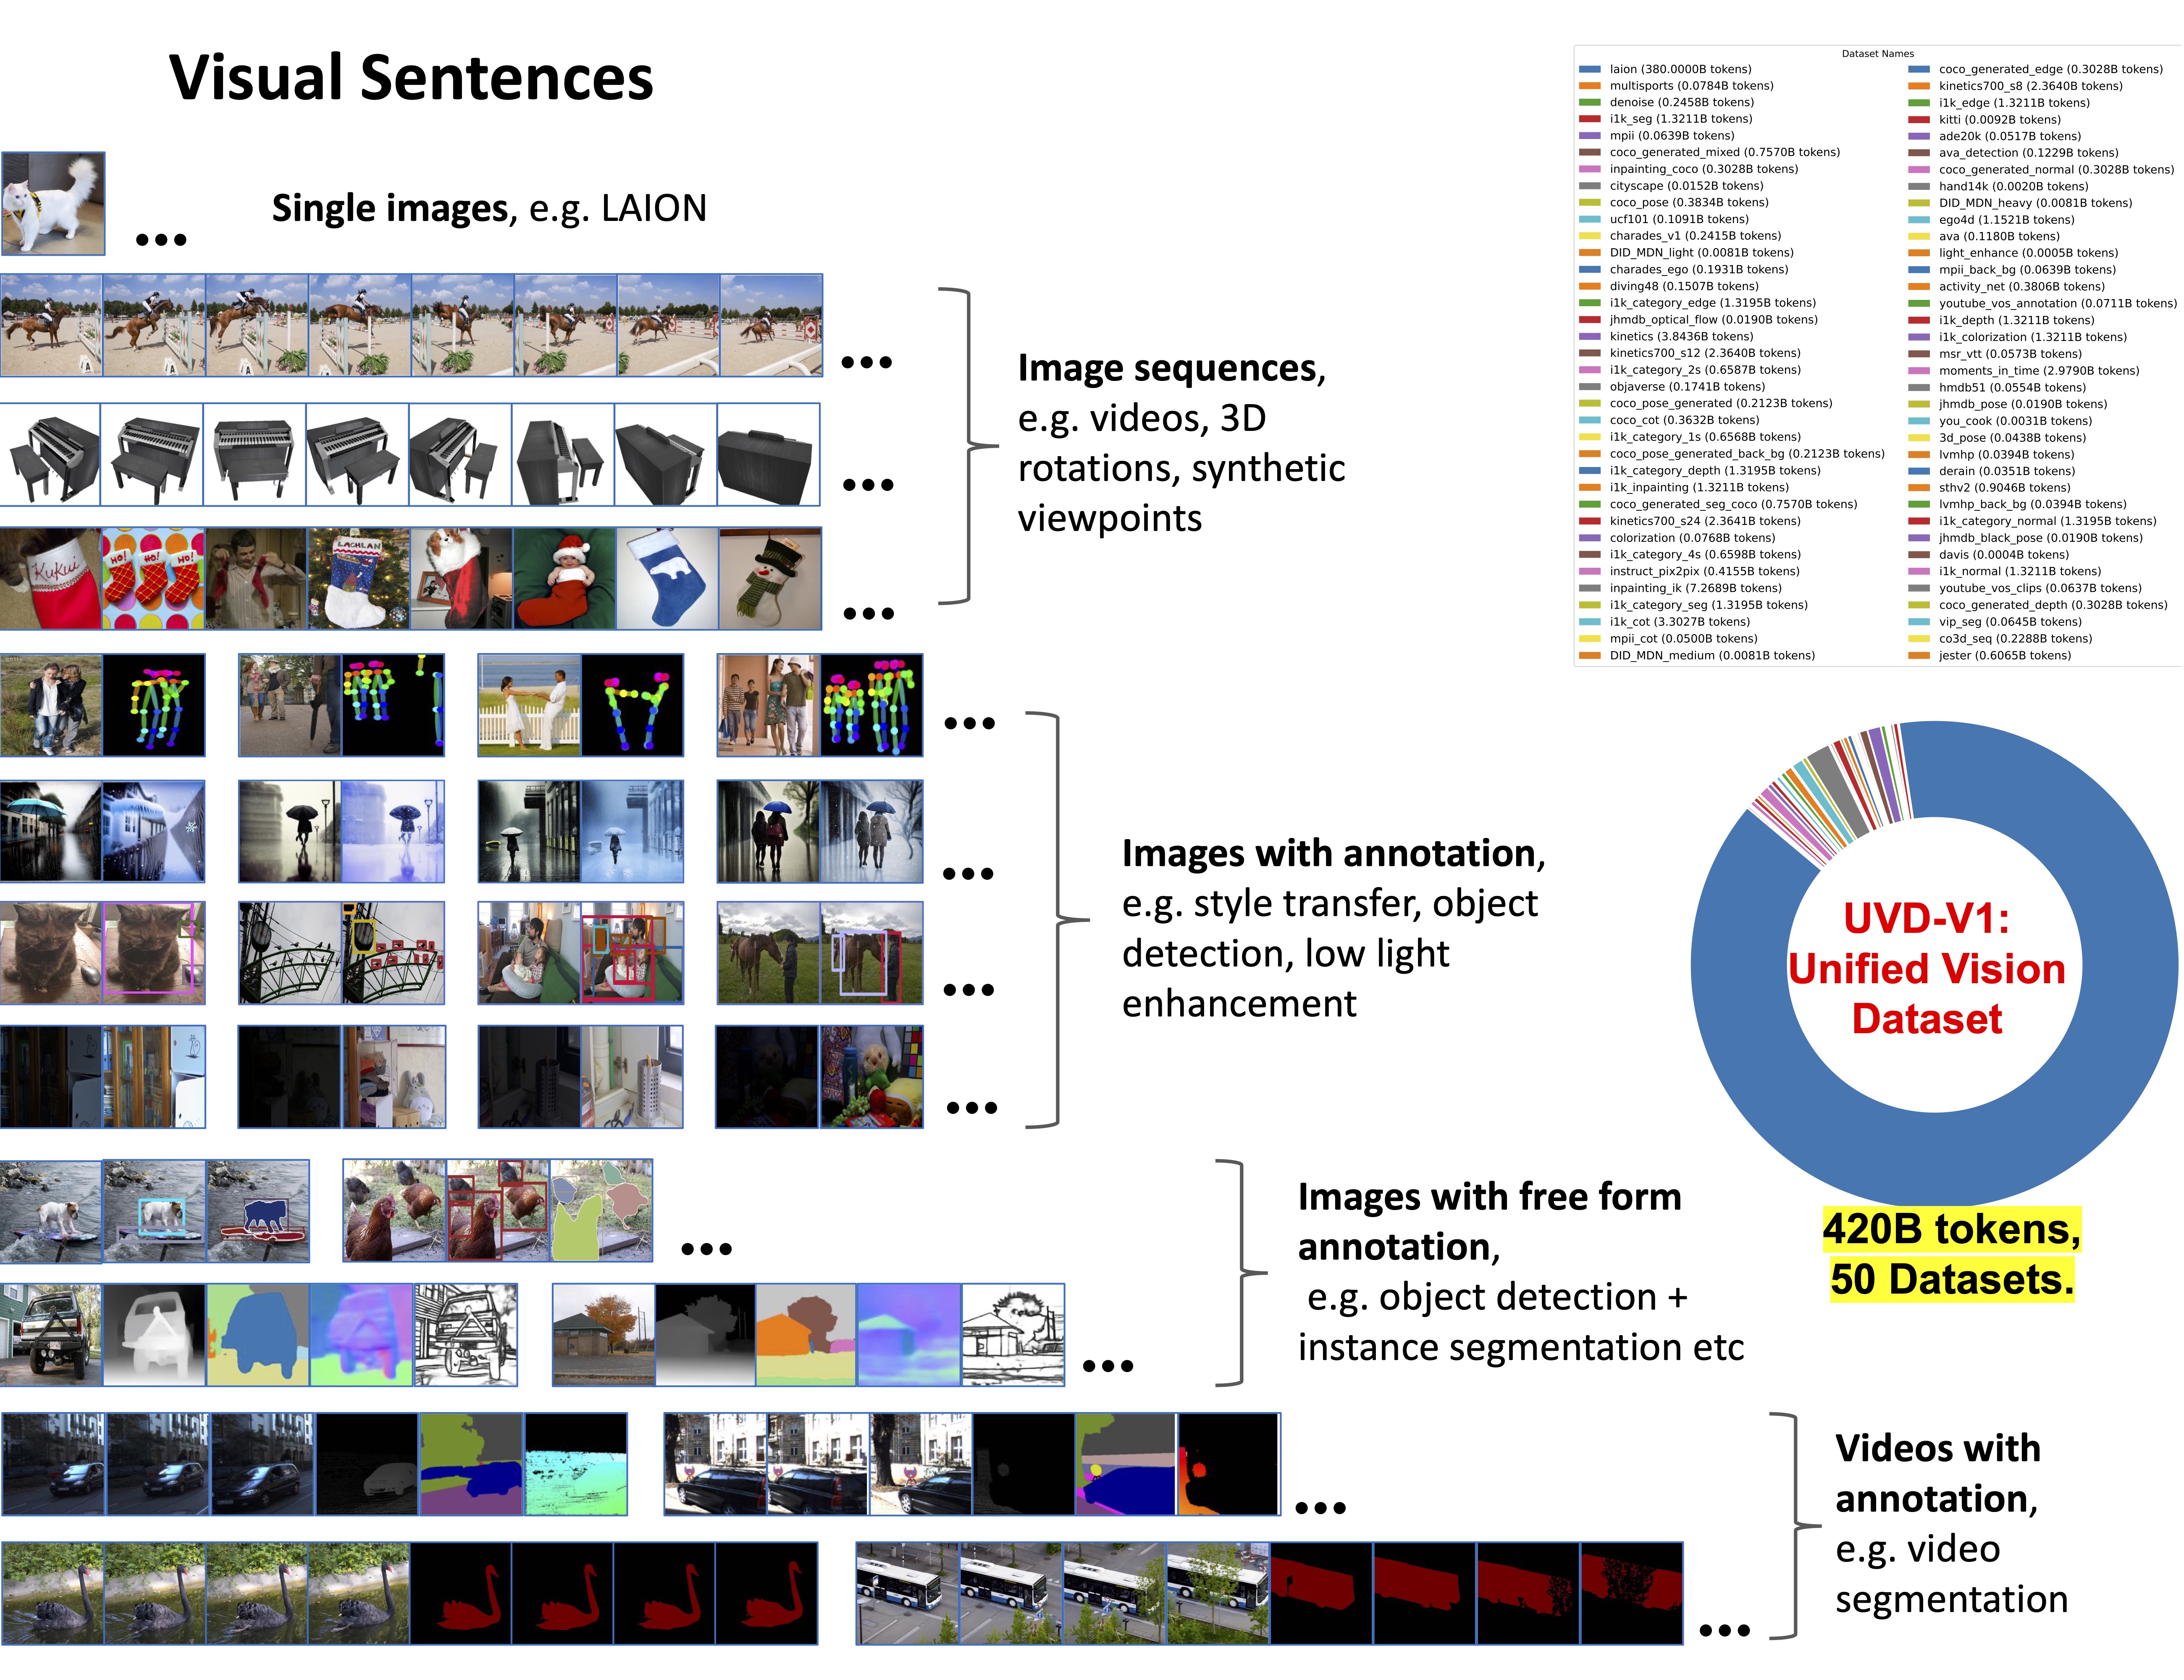 Visual Sentences
Single images, e.g. LAION
Image sequences,
e.g. videos, 3D
rotations, synthetic
viewpoints
Kukui
HO! HO! HO!
LACHLAN
Images with annotation,
e.g. style transfer, object
detection, low light
enhancement
Images with free form
annotation,
e.g. object detection +
instance segmentation etc
Videos with
annotation,
e.g. video
segmentation
Dataset Names
laion (380.0000B tokens)
multisports (0.0784B tokens)
denoise (0.2458B tokens)
i1k_seg (1.3211B tokens)
mpii (0.0639B tokens)
coco_generated_mixed (0.7570B tokens)
inpainting_coco (0.3028B tokens)
cityscape (0.0152B tokens)
coco_pose (0.3834B tokens)
ucf101 (0.1091B tokens)
charades_v1 (0.2415B tokens)
DID_MDN_light (0.0081B tokens)
charades_ego (0.1931B tokens)
diving48 (0.1507B tokens)
i1k_category_edge (1.3195B tokens)
jhmdb_optical_flow (0.0190B tokens)
kinetics (3.8436B tokens)
kinetics700_s12 (2.3640B tokens)
i1k_category_2s (0.6587B tokens)
objaverse (0.1741B tokens)
coco_pose_generated (0.2123B tokens)
coco_cot (0.3632B tokens)
i1k_category_1s (0.6568B tokens)
coco_pose_generated_back_bg (0.2123B tokens)
i1k_category_depth (1.3195B tokens)
i1k_inpainting (1.3211B tokens)
coco_generated_seg_coco (0.7570B tokens)
kinetics700_s24 (2.3641B tokens)
colorization (0.0768B tokens)
i1k_category_4s (0.6598B tokens)
instruct_pix2pix (0.4155B tokens)
inpainting_ik (7.2689B tokens)
i1k_category_seg (1.3195B tokens)
i1k_cot (3.3027B tokens)
mpii_cot (0.0500B tokens)
DID_MDN_medium (0.0081B tokens)
coco_generated_edge (0.3028B tokens)
kinetics700_s8 (2.3640B tokens)
i1k_edge (1.3211B tokens)
kitti (0.0092B tokens)
ade20k (0.0517B tokens)
ava_detection (0.1229B tokens)
coco_generated_normal (0.3028B tokens)
hand14k (0.0020B tokens)
DID_MDN_heavy (0.0081B tokens)
ego4d (1.1521B tokens)
ava (0.1180B tokens)
light_enhance (0.0005B tokens)
mpii_back_bg (0.0639B tokens)
activity_net (0.3806B tokens)
youtube_vos_annotation (0.0711B tokens)
i1k_depth (1.3211B tokens)
i1k_colorization (1.3211B tokens)
msr_vtt (0.0573B tokens)
moments_in_time (2.9790B tokens)
hmdb51 (0.0554B tokens)
jhmdb_pose (0.0190B tokens)
you_cook (0.0031B tokens)
3d_pose (0.0438B tokens)
lvmhp (0.0394B tokens)
derain (0.0351B tokens)
sthv2 (0.9046B tokens)
lvmhp_back_bg (0.0394B tokens)
i1k_category_normal (1.3195B tokens)
jhmdb_black_pose (0.0190B tokens)
davis (0.0004B tokens)
i1k_normal (1.3211B tokens)
youtube_vos_clips (0.0637B tokens)
coco_generated_depth (0.3028B tokens)
vip_seg (0.0645B tokens)
co3d_seq (0.2288B tokens)
jester (0.6065B tokens)
UVD-V1:
Unified Vision
Dataset
420B tokens,
50 Datasets.